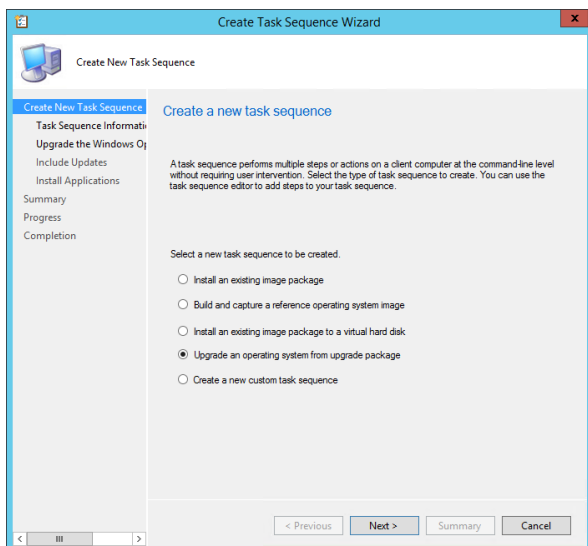 Create Task Sequence Wizard
x
Create New Task Sequence
Create New Task Sequence
Task Sequence Informati
Upgrade the Windows Op
Include Updates
Install Applications
Summary
Progress
Completion
Create a new task sequence
A task sequence performs multiple steps or actions on a client computer at the command-line level
without requiring user intervention. Select the type of task sequence to create. You can use the
task sequence editor to add steps to your task sequence.
Select a new task sequence to be created.
Install an existing image package
Build and capture a reference operating system image
Install an existing image package to a virtual hard disk
Upgrade an operating system from upgrade package
Create a new custom task sequence
< Previous
Next >
Summary
Cancel